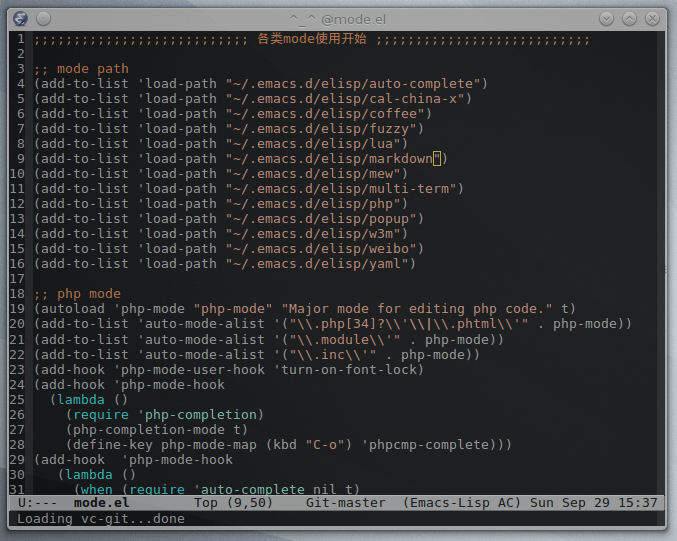 ^_^ @mode.el
1 ;;;;;;;;;;;;;;;;;;;;;;;;;;; 各类mode使用开始 ;;;;;;;;;;;;;;;;;;;;;;;;;;;
2
3 ;; mode path
4 (add-to-list 'load-path "~/.emacs.d/elisp/auto-complete")
5 (add-to-list 'load-path "~/.emacs.d/elisp/cal-china-x")
6 (add-to-list 'load-path "~/.emacs.d/elisp/coffee")
7 (add-to-list 'load-path "~/.emacs.d/elisp/fuzzy")
8 (add-to-list 'load-path "~/.emacs.d/elisp/lua")
9 (add-to-list 'load-path "~/.emacs.d/elisp/markdown")
10 (add-to-list 'load-path "~/.emacs.d/elisp/mew")
11 (add-to-list 'load-path "~/.emacs.d/elisp/multi-term")
12 (add-to-list 'load-path "~/.emacs.d/elisp/php")
13 (add-to-list 'load-path "~/.emacs.d/elisp/popup")
14 (add-to-list 'load-path "~/.emacs.d/elisp/w3m")
15 (add-to-list 'load-path "~/.emacs.d/elisp/weibo")
16 (add-to-list 'load-path "~/.emacs.d/elisp/yaml")
17
18 ;; php mode
19 (autoload 'php-mode "php-mode" "Major mode for editing php code." t)
20 (add-to-list 'auto-mode-alist '("\\.php[34]?\\'\\|\\.phtml\\'" . php-mode))
21 (add-to-list 'auto-mode-alist '("\\.module\\'" . php-mode))
22 (add-to-list 'auto-mode-alist '("\\.inc\\'" . php-mode))
23 (add-hook 'php-mode-user-hook 'turn-on-font-lock)
24 (add-hook 'php-mode-hook
25   (lambda ()
26     (require 'php-completion)
27     (php-completion-mode t)
28     (define-key php-mode-map (kbd "C-o") 'phpcmp-complete)))
29 (add-hook  'php-mode-hook
30    (lambda ()
31      (when (require 'auto-complete nil t)
U:---  mode.el        Top (9,50)    Git-master  (Emacs-Lisp AC) Sun Sep 29 15:37
Loading vc-git...done